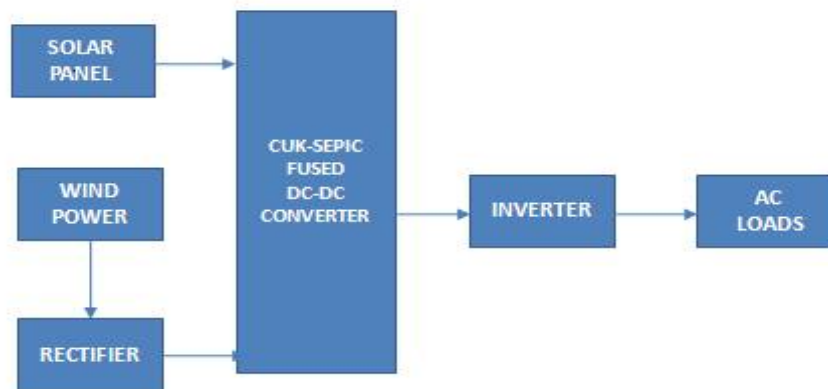 SOLAR
PANEL
WIND
POWER
RECTIFIER
CUK-SEPIC
FUSED
DC-DC
CONVERTER
INVERTER
AC
LOADS